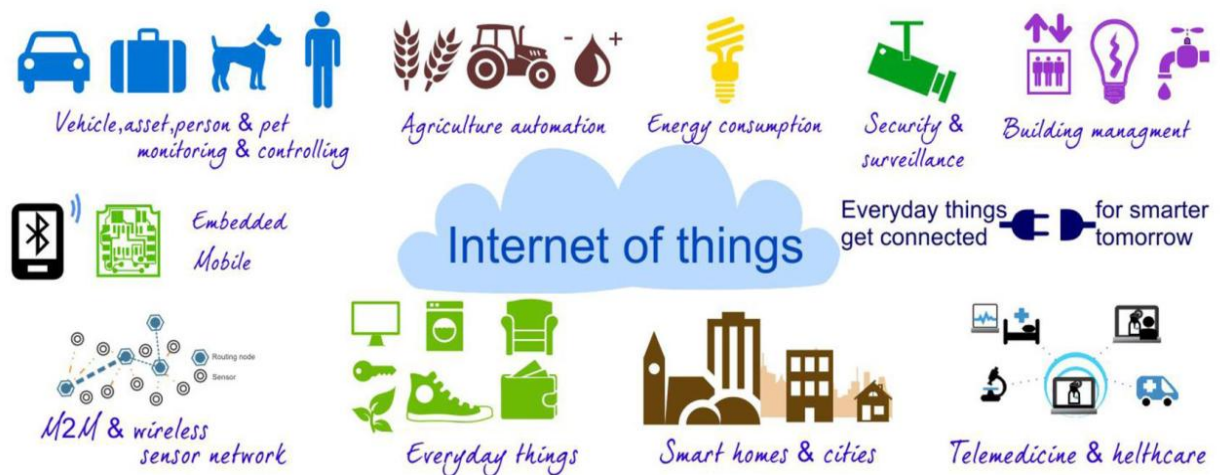 Vehicle,asset,person & pet
monitoring & controlling
Agriculture automation
Energy consumption
Security &
surveillance
Building managment
- +
Embedded
Mobile
Internet of things
Everyday things
get connected
for smarter
tomorrow
Routing node
Sensor
M2M & wireless
sensor network
Everyday things
Smart homes & cities
Telemedicine & helthcare